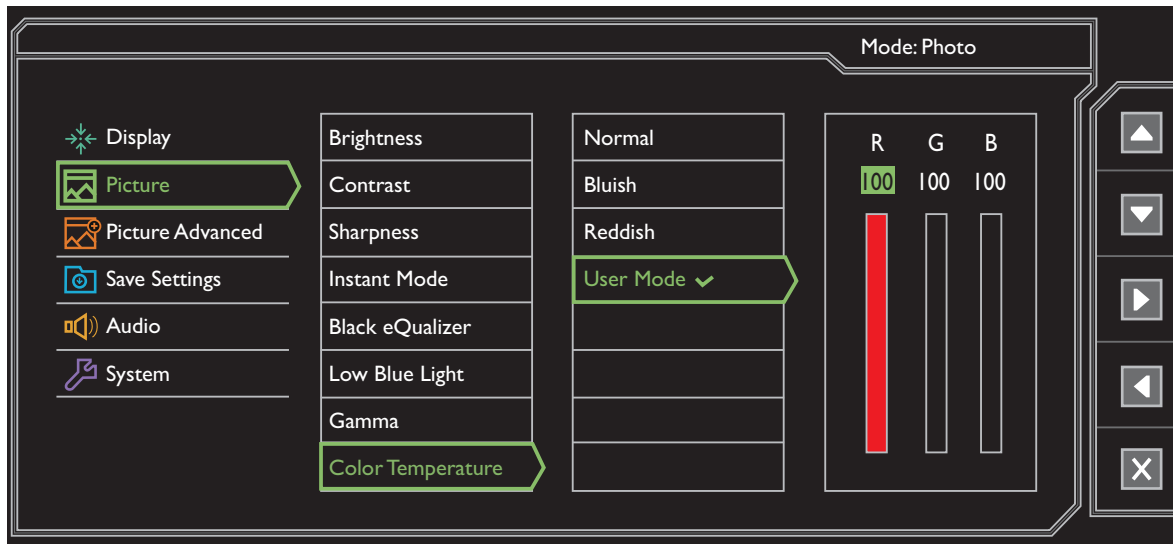 Mode: Photo
Display
Picture
Picture Advanced
Save Settings
Audio
System
Brightness
Contrast
Sharpness
Instant Mode
Black eQualizer
Low Blue Light
Gamma
Color Temperature
Normal
Bluish
Reddish
User Mode
R G B
100 100 100